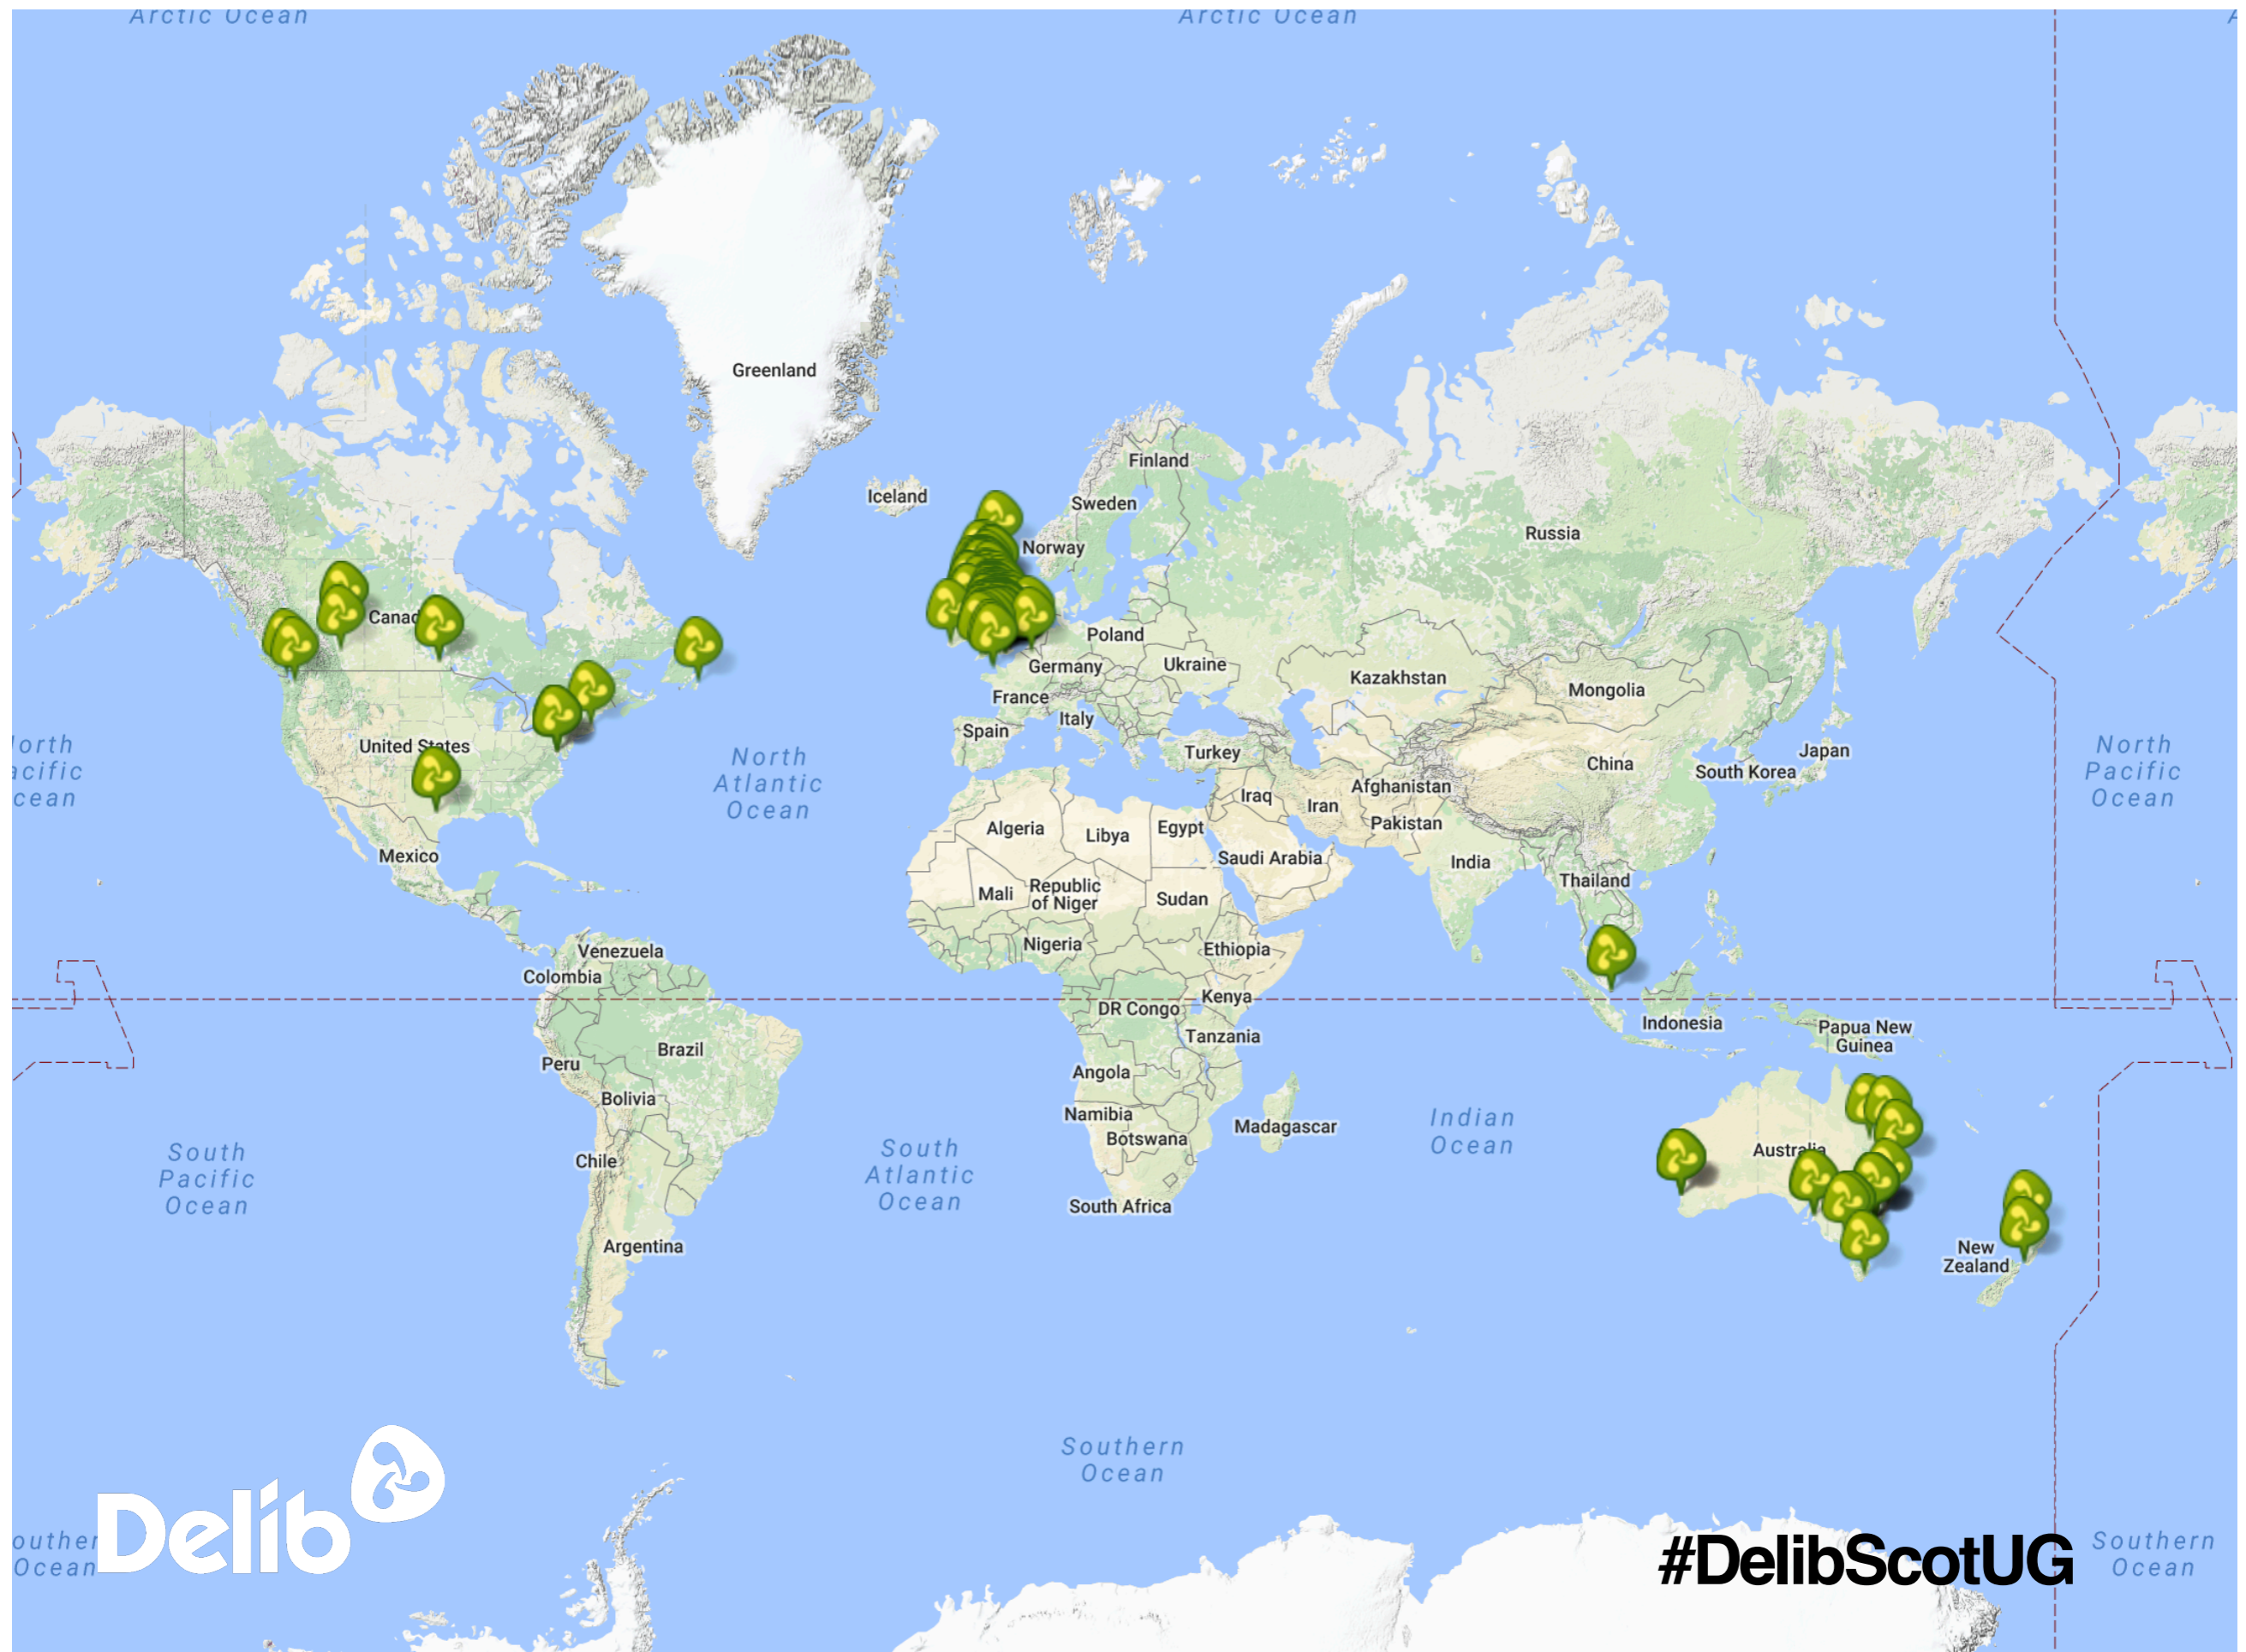 Arctic Ocean
Arctic Ocean
Greenland
Finland
Iceland
Sweden
Russia
Norway
Canad
Poland
Germany
Ukraine
Kazakhstan
Mongolia
France
Italy
Spain
United States
Turkey
Japan
China
South Korea
North
Atlantic
Ocean
North
Pacific
Ocean
orth
acific
cean
Afghanistan
Iraq
Iran
Pakistan
Algeria
Libya
Egypt
Mexico
Saudi Arabia
India
Thailand
Mali
Republic
of Niger
Sudan
Nigeria
Ethiopia
Venezuela
Colombia
Kenya
DR Congo
Indonesia
Papua New
Guinea
Tanzania
Brazil
Peru
Angola
Bolivia
Namibia
Botswana
Madagascar
Indian
Ocean
Australia
South
Pacific
Ocean
South
Atlantic
Ocean
Chile
South Africa
Argentina
New
Zealand
Southern
Ocean
Delib
outher
Ocean
#DelibScotUG
Southern
Ocean